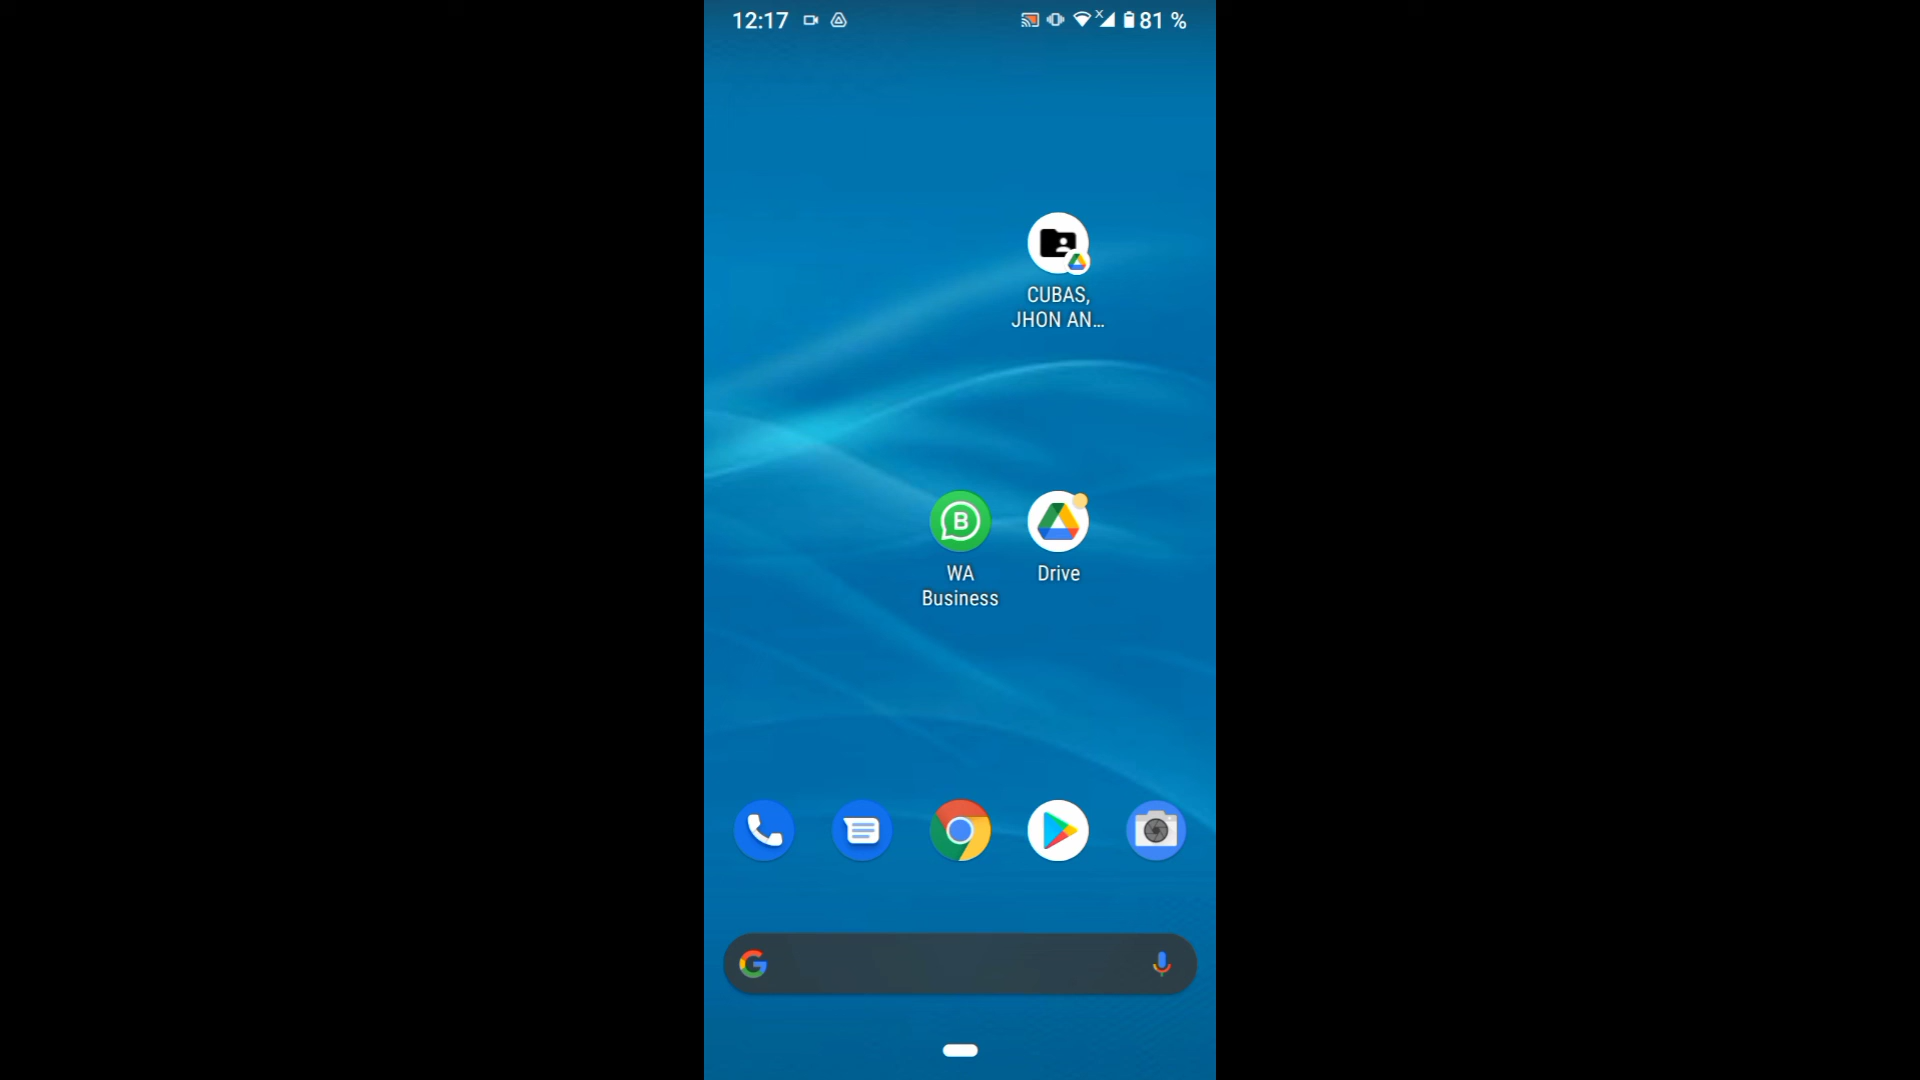 12:17
81 %
CUBAS,
JHON AN...
WA
Business
Drive